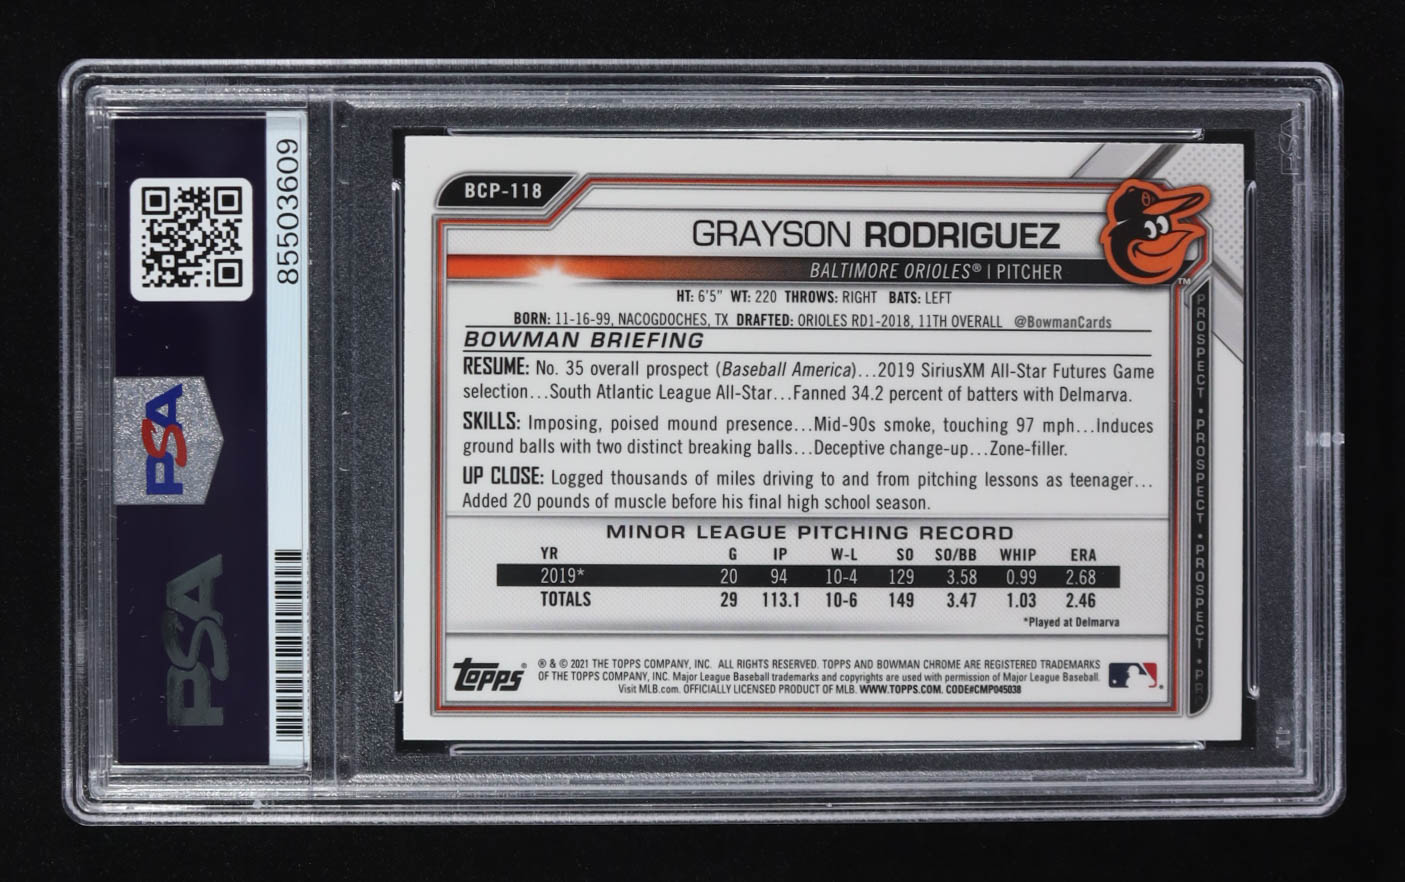 85503609
PSA
PSA
BCP-118
GRAYSON RODRIGUEZ
BALTIMORE ORIOLES® | PITCHER
HT: 6'5" WT: 220 THROWS: RIGHT BATS: LEFT
BORN: 11-16-99, NACOGDOCHES, TX DRAFTED: ORIOLES RD1-2018, 11TH OVERALL @BowmanCards
BOWMAN BRIEFING
RESUME: No. 35 overall prospect (Baseball America)...2019 SiriusXM All-Star Futures Game
selection...South Atlantic League All-Star...Fanned 34.2 percent of batters with Delmarva.
SKILLS: Imposing, poised mound presence...Mid-90s smoke, touching 97 mph...Induces
ground balls with two distinct breaking balls...Deceptive change-up...Zone-filler.
UP CLOSE: Logged thousands of miles driving to and from pitching lessons as teenager...
Added 20 pounds of muscle before his final high school season.
MINOR LEAGUE PITCHING RECORD
YR G IP W-L SO SO/BB WHIP ERA
2019* 20 94 10-4 129 3.58 0.99 2.68
TOTALS 29 113.1 10-6 149 3.47 1.03 2.46
*Played at Delmarva
Topps®
® & © 2021 THE TOPPS COMPANY, INC. ALL RIGHTS RESERVED. TOPPS AND BOWMAN CHROME ARE REGISTERED TRADEMARKS
OF THE TOPPS COMPANY, INC. Major League Baseball trademarks and copyrights are used with permission of Major League Baseball.
Visit MLB.com. OFFICIALLY LICENSED PRODUCT OF MLB. WWW.TOPPS.COM. CODE#CMP045038
TM
PROSPECT • PROSPECT • PROSPECT • PR